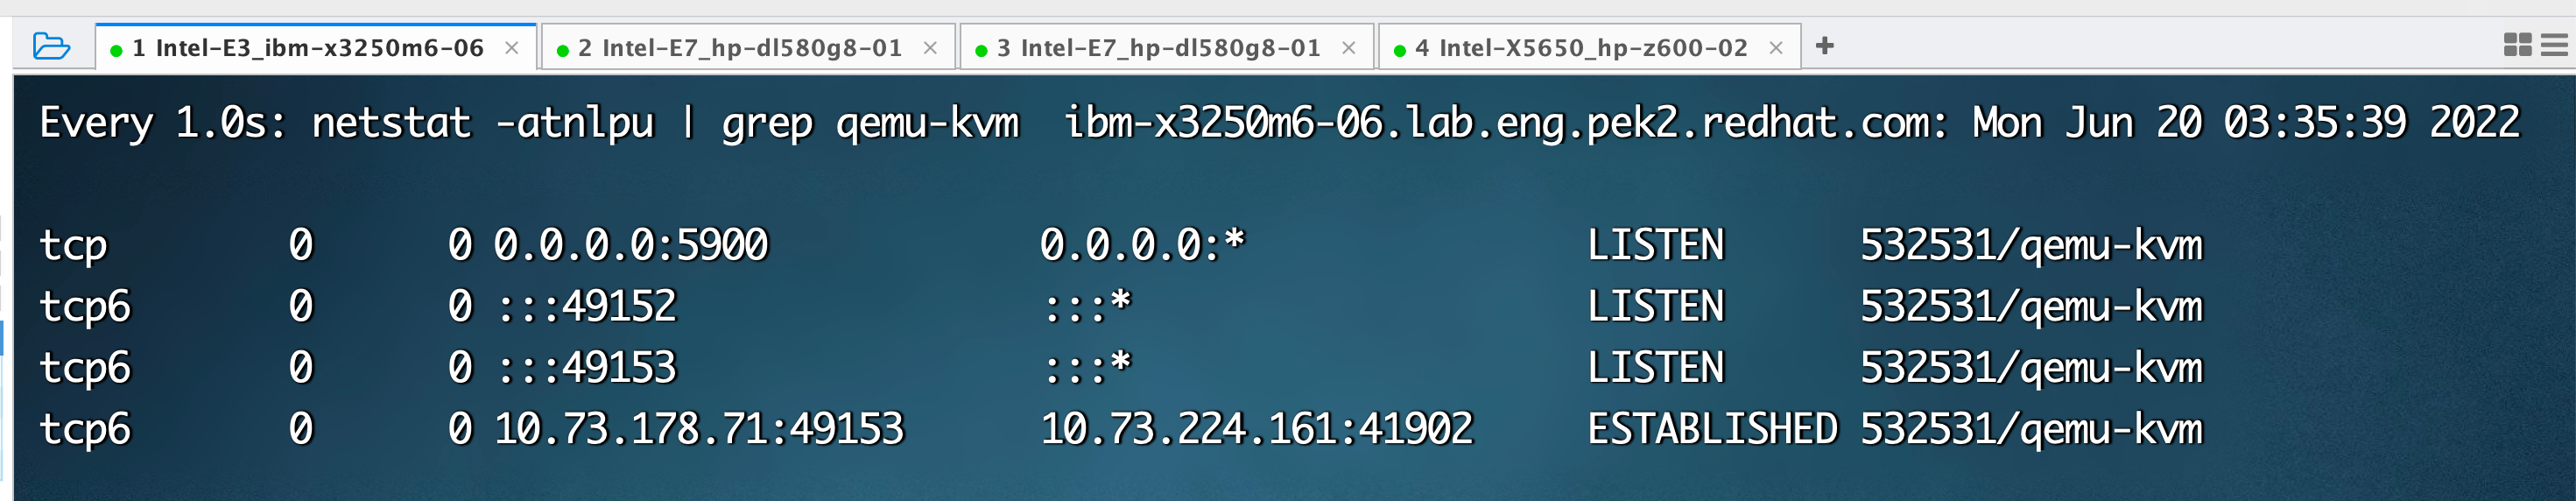 1 Intel-E3_ibm-x3250m6-06 × 2 Intel-E7_hp-dl580g8-01 × 3 Intel-E7_hp-dl580g8-01 × 4 Intel-X5650_hp-z600-02 × +
Every 1.0s: netstat -atnlpu | grep qemu-kvm  ibm-x3250m6-06.lab.eng.pek2.redhat.com: Mon Jun 20 03:35:39 2022
tcp        0      0 0.0.0.0:5900            0.0.0.0:*               LISTEN      532531/qemu-kvm
tcp6       0      0 :::49152                :::*                    LISTEN      532531/qemu-kvm
tcp6       0      0 :::49153                :::*                    LISTEN      532531/qemu-kvm
tcp6       0      0 10.73.178.71:49153      10.73.224.161:41902     ESTABLISHED 532531/qemu-kvm